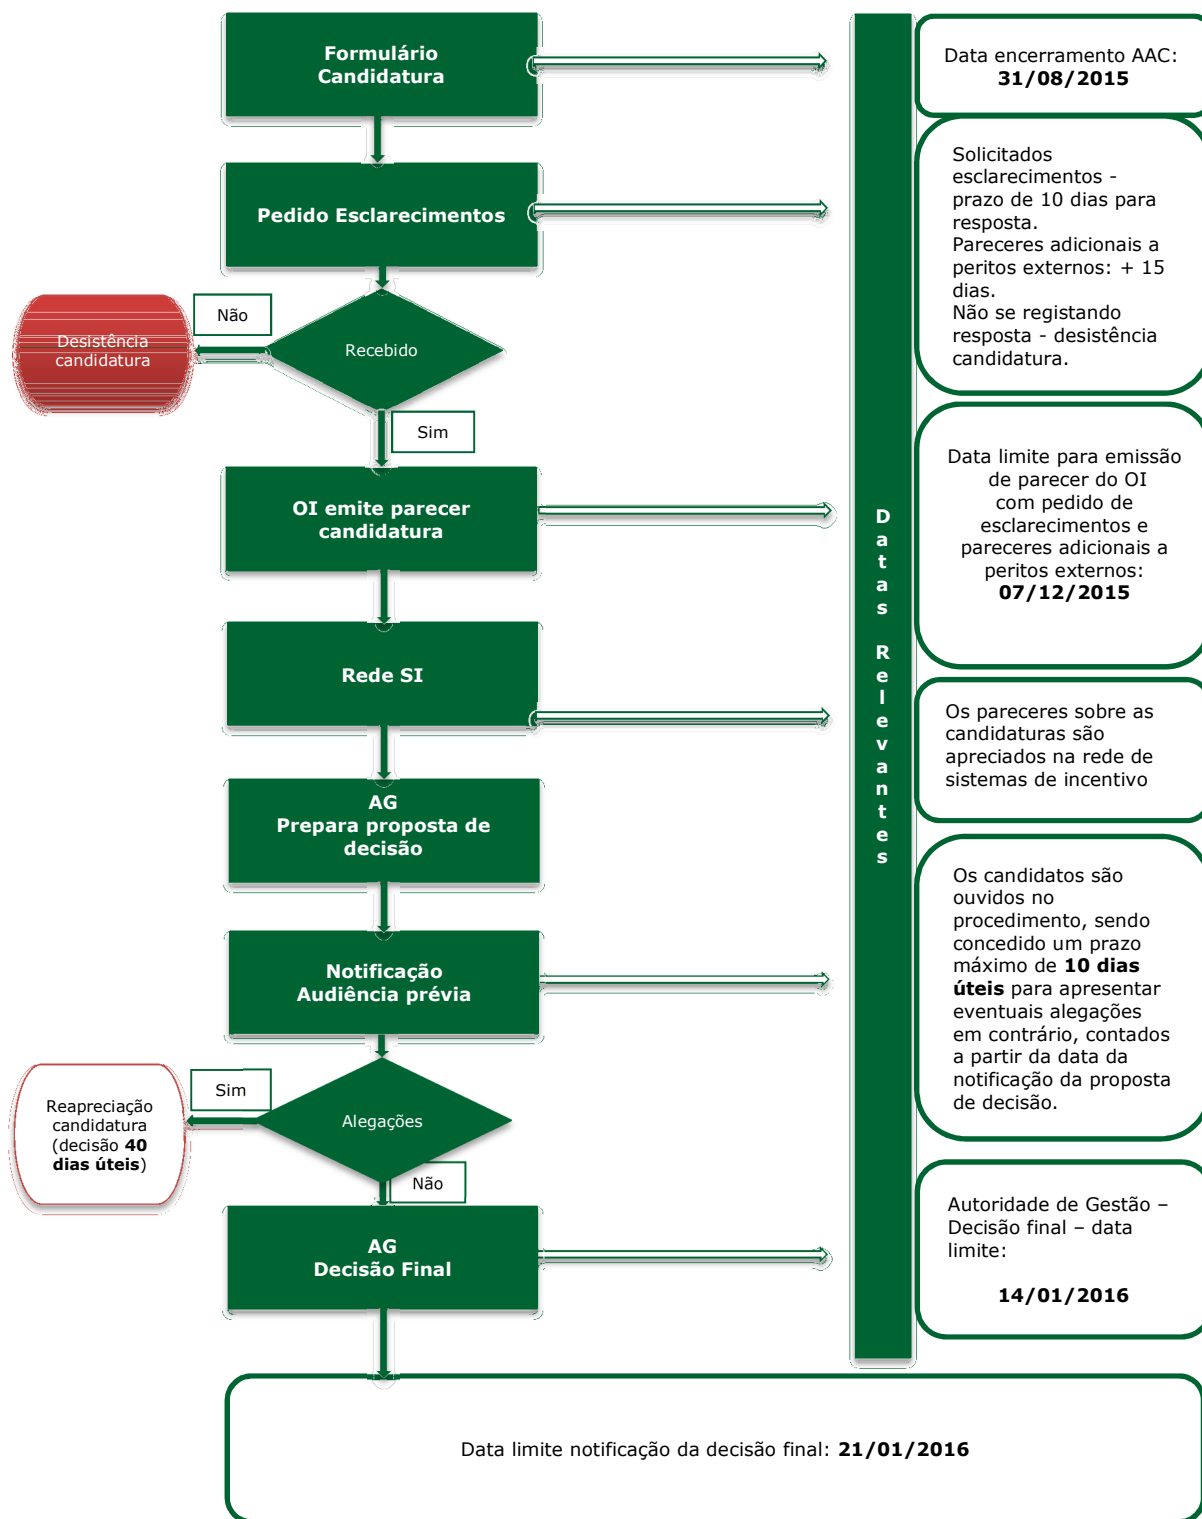 Formulário
Candidatura
Data encerramento AAC:
31/08/2015
Pedido Esclarecimentos
Solicitados
esclarecimentos -
prazo de 10 dias para
resposta.
Pareceres adicionais a
peritos externos: + 15
dias.
Não se registando
resposta - desistência
candidatura.
Não
Desistência
candidatura
Recebido
Sim
OI emite parecer
candidatura
Data limite para emissão
de parecer do OI
com pedido de
esclarecimentos e
pareceres adicionais a
peritos externos:
07/12/2015
Datas Relevantes
Rede SI
Os pareceres sobre as
candidaturas são
apreciados na rede de
sistemas de incentivo
AG
Prepara proposta de
decisão
Notificação
Audiência prévia
Os candidatos são
ouvidos no
procedimento, sendo
concedido um prazo
máximo de 10 dias
úteis para apresentar
eventuais alegações
em contrário, contados
a partir da data da
notificação da proposta
de decisão.
Sim
Reapreciação
candidatura
(decisão 40
dias úteis)
Alegações
Não
AG
Decisão Final
Autoridade de Gestão –
Decisão final – data
limite:
14/01/2016
Data limite notificação da decisão final: 21/01/2016